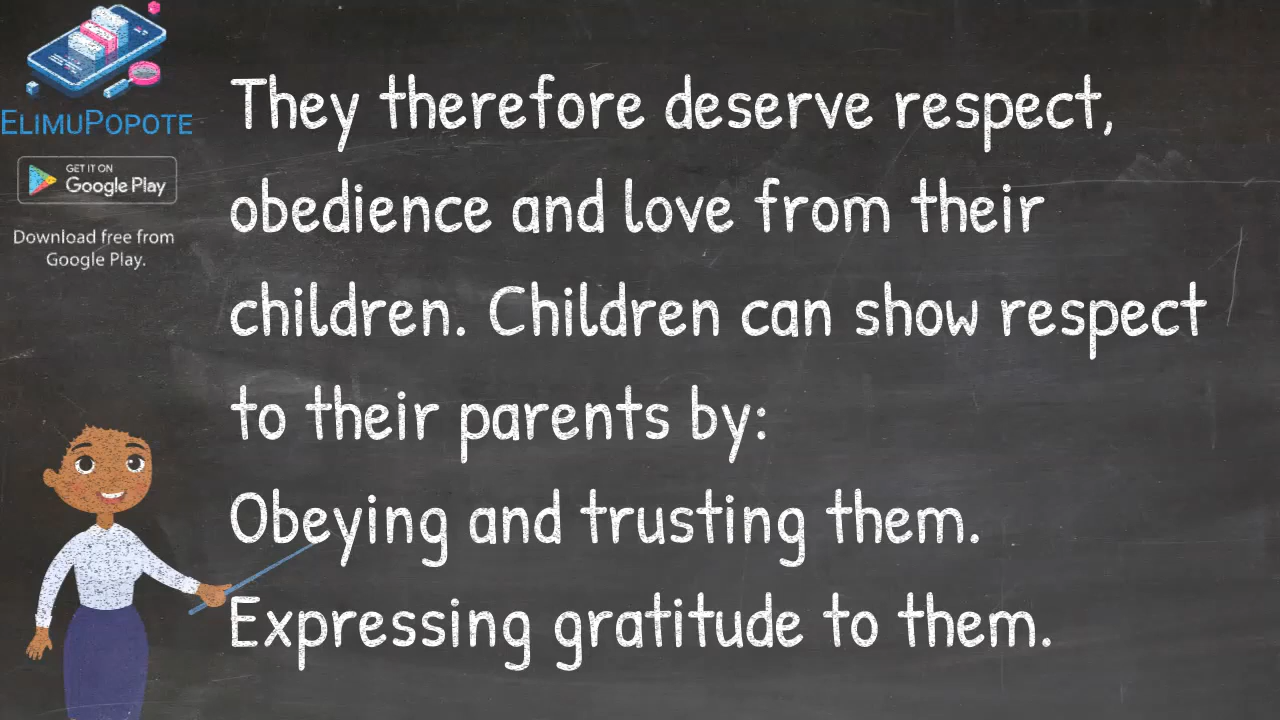 ELIMUPOPOTE
GET IT ON
Google Play
Download free from
Google Play.
They therefore deserve respect,
obedience and love from their
children. Children can show respect
to their parents by:
Obeying and trusting them.
Expressing gratitude to them.